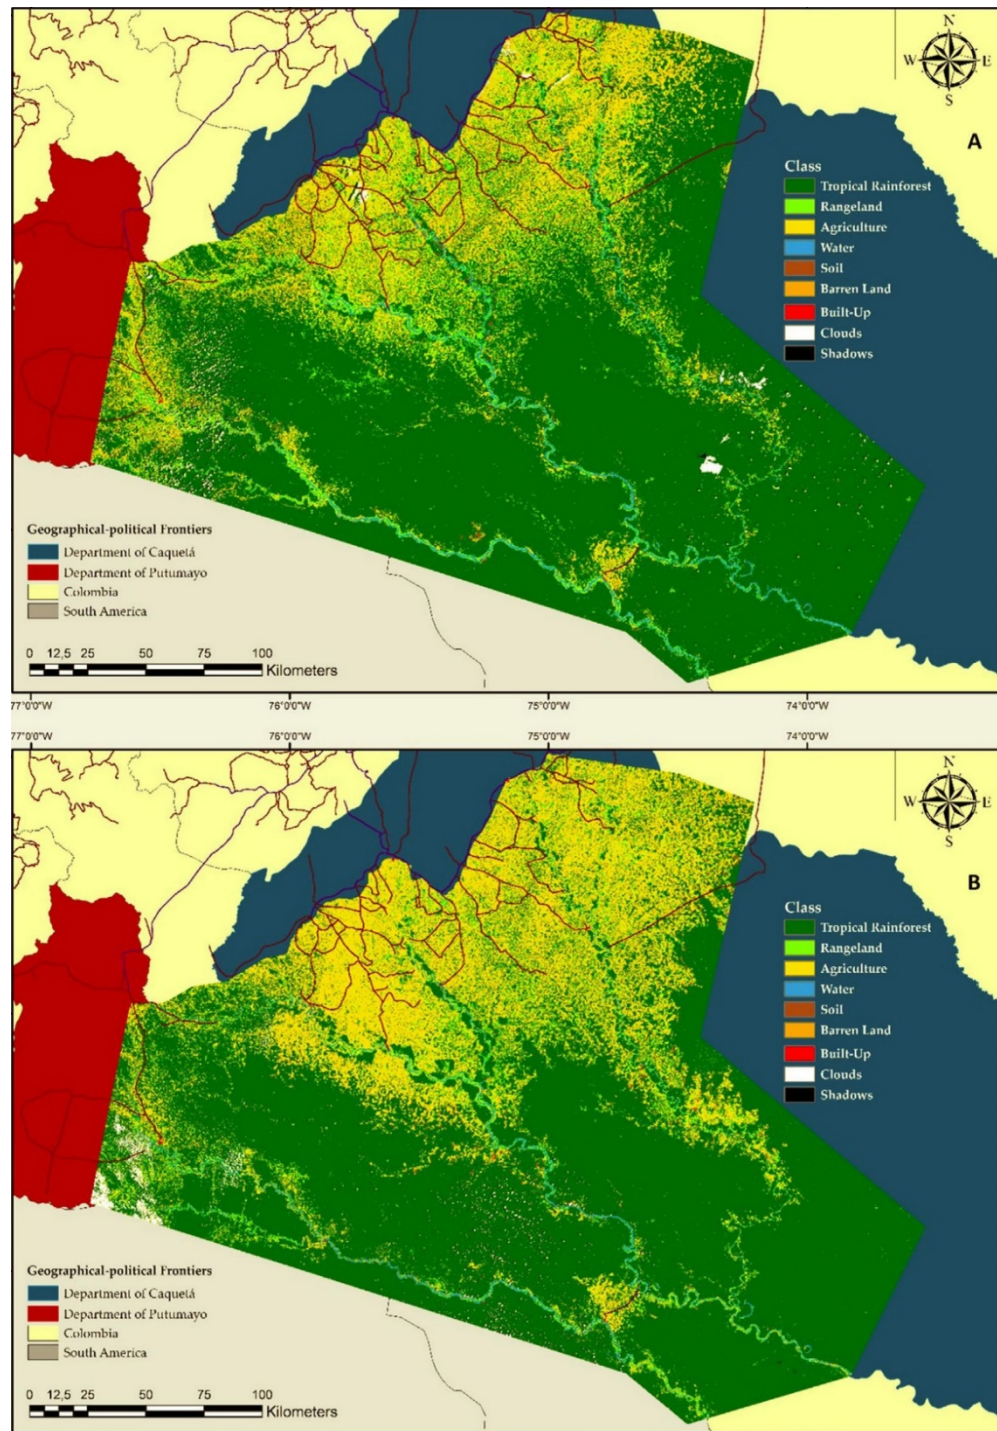 N
W E
S
A
Class
Tropical Rainforest
Rangeland
Agriculture
Water
Soil
Barren Land
Built-Up
Clouds
Shadows
Geographical-political Frontiers
Department of Caquetá
Department of Putumayo
Colombia
South America
0 12,5 25 50 75 100
Kilometers
77°0'0"W 76°0'0"W 75°0'0"W 74°0'0"W
77°0'0"W 76°0'0"W 75°0'0"W 74°0'0"W
N
W E
S
B
Class
Tropical Rainforest
Rangeland
Agriculture
Water
Soil
Barren Land
Built-Up
Clouds
Shadows
Geographical-political Frontiers
Department of Caquetá
Department of Putumayo
Colombia
South America
0 12,5 25 50 75 100
Kilometers